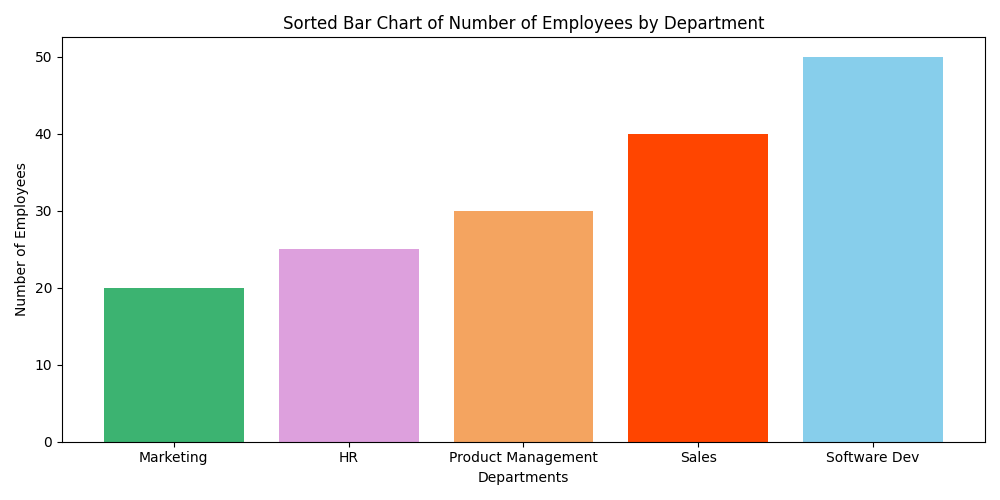 Sorted Bar Chart of Number of Employees by Department
Number of Employees
50
40
30
20
10
0
Marketing HR Product Management Sales Software Dev
Departments